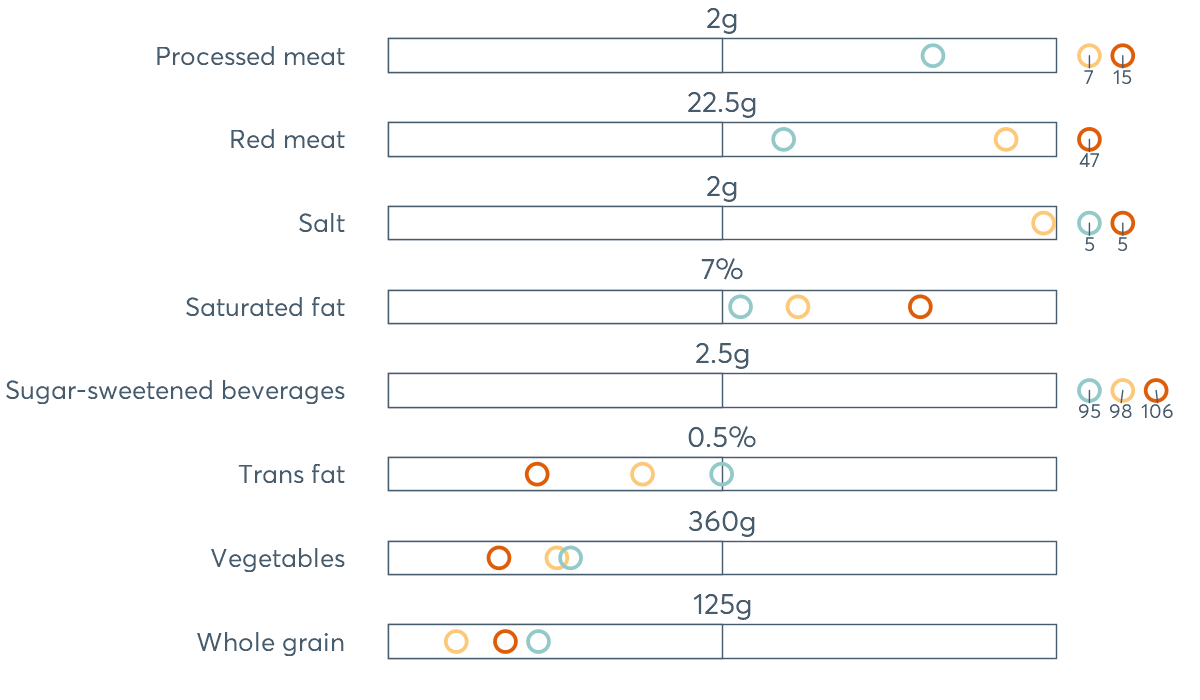 2g
Processed meat
7 15
22.5g
Red meat
47
2g
Salt
5 5
7%
Saturated fat
2.5g
Sugar-sweetened beverages
95 98 106
0.5%
Trans fat
360g
Vegetables
125g
Whole grain